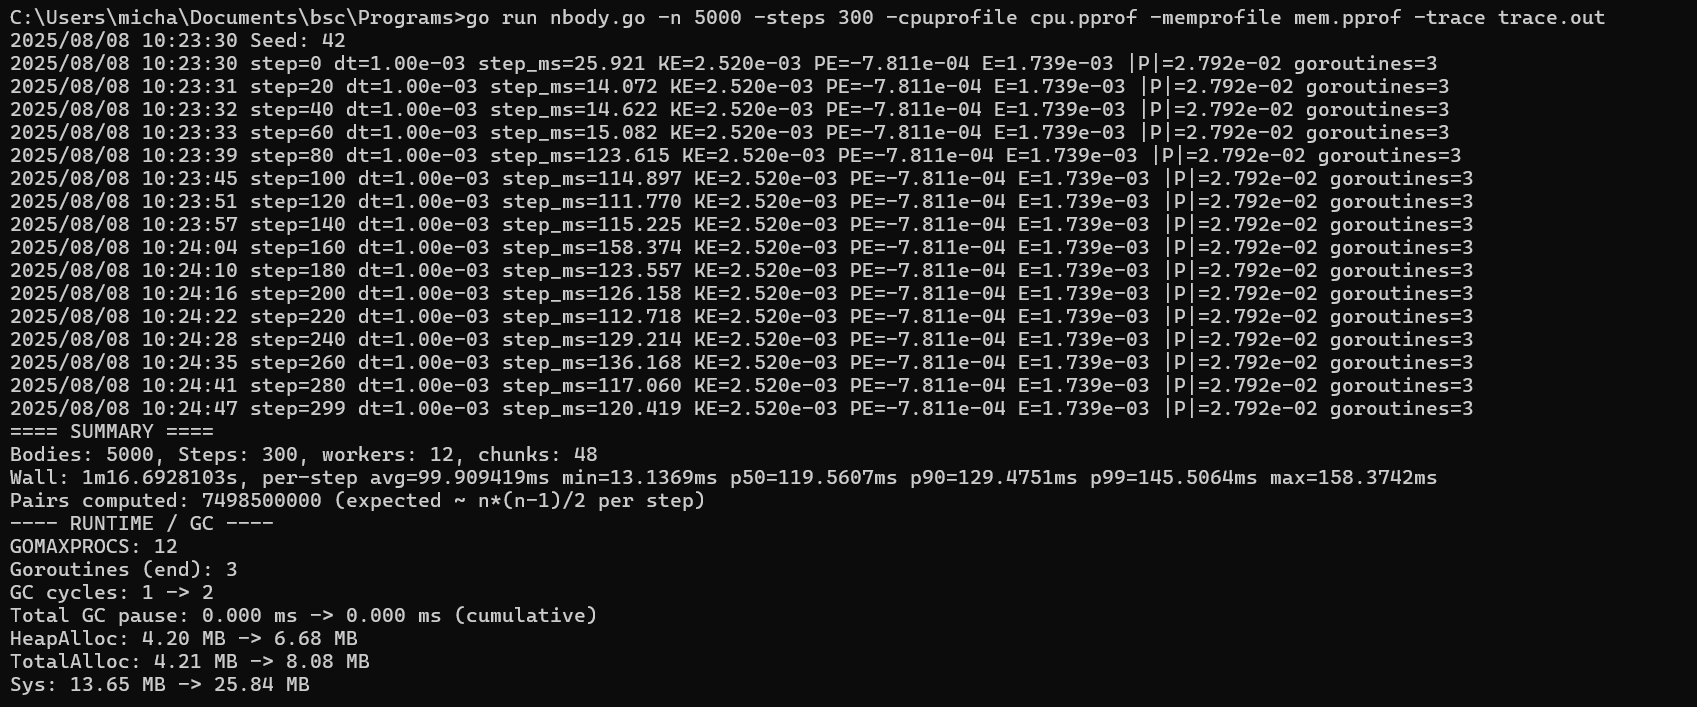 C:\Users\micha\Documents\bsc\Programs>go run nbody.go -n 5000 -steps 300 -cpuprofile cpu.pprof -memprofile mem.pprof -trace trace.out
2025/08/08 10:23:30 Seed: 42
2025/08/08 10:23:30 step=0 dt=1.00e-03 step_ms=25.921 KE=2.520e-03 PE=-7.811e-04 E=1.739e-03 |P|=2.792e-02 goroutines=3
2025/08/08 10:23:31 step=20 dt=1.00e-03 step_ms=14.072 KE=2.520e-03 PE=-7.811e-04 E=1.739e-03 |P|=2.792e-02 goroutines=3
2025/08/08 10:23:32 step=40 dt=1.00e-03 step_ms=14.622 KE=2.520e-03 PE=-7.811e-04 E=1.739e-03 |P|=2.792e-02 goroutines=3
2025/08/08 10:23:33 step=60 dt=1.00e-03 step_ms=15.082 KE=2.520e-03 PE=-7.811e-04 E=1.739e-03 |P|=2.792e-02 goroutines=3
2025/08/08 10:23:39 step=80 dt=1.00e-03 step_ms=123.615 KE=2.520e-03 PE=-7.811e-04 E=1.739e-03 |P|=2.792e-02 goroutines=3
2025/08/08 10:23:45 step=100 dt=1.00e-03 step_ms=114.897 KE=2.520e-03 PE=-7.811e-04 E=1.739e-03 |P|=2.792e-02 goroutines=3
2025/08/08 10:23:51 step=120 dt=1.00e-03 step_ms=111.770 KE=2.520e-03 PE=-7.811e-04 E=1.739e-03 |P|=2.792e-02 goroutines=3
2025/08/08 10:23:57 step=140 dt=1.00e-03 step_ms=115.225 KE=2.520e-03 PE=-7.811e-04 E=1.739e-03 |P|=2.792e-02 goroutines=3
2025/08/08 10:24:04 step=160 dt=1.00e-03 step_ms=158.374 KE=2.520e-03 PE=-7.811e-04 E=1.739e-03 |P|=2.792e-02 goroutines=3
2025/08/08 10:24:10 step=180 dt=1.00e-03 step_ms=123.557 KE=2.520e-03 PE=-7.811e-04 E=1.739e-03 |P|=2.792e-02 goroutines=3
2025/08/08 10:24:16 step=200 dt=1.00e-03 step_ms=126.158 KE=2.520e-03 PE=-7.811e-04 E=1.739e-03 |P|=2.792e-02 goroutines=3
2025/08/08 10:24:22 step=220 dt=1.00e-03 step_ms=112.718 KE=2.520e-03 PE=-7.811e-04 E=1.739e-03 |P|=2.792e-02 goroutines=3
2025/08/08 10:24:28 step=240 dt=1.00e-03 step_ms=129.214 KE=2.520e-03 PE=-7.811e-04 E=1.739e-03 |P|=2.792e-02 goroutines=3
2025/08/08 10:24:35 step=260 dt=1.00e-03 step_ms=136.168 KE=2.520e-03 PE=-7.811e-04 E=1.739e-03 |P|=2.792e-02 goroutines=3
2025/08/08 10:24:41 step=280 dt=1.00e-03 step_ms=117.060 KE=2.520e-03 PE=-7.811e-04 E=1.739e-03 |P|=2.792e-02 goroutines=3
2025/08/08 10:24:47 step=299 dt=1.00e-03 step_ms=120.419 KE=2.520e-03 PE=-7.811e-04 E=1.739e-03 |P|=2.792e-02 goroutines=3
==== SUMMARY ====
Bodies: 5000, Steps: 300, workers: 12, chunks: 48
Wall: 1m16.6928103s, per-step avg=99.909419ms min=13.1369ms p50=119.5607ms p90=129.4751ms p99=145.5064ms max=158.3742ms
Pairs computed: 7498500000 (expected ~ n*(n-1)/2 per step)
---- RUNTIME / GC ----
GOMAXPROCS: 12
Goroutines (end): 3
GC cycles: 1 -> 2
Total GC pause: 0.000 ms -> 0.000 ms (cumulative)
HeapAlloc: 4.20 MB -> 6.68 MB
TotalAlloc: 4.21 MB -> 8.08 MB
Sys: 13.65 MB -> 25.84 MB